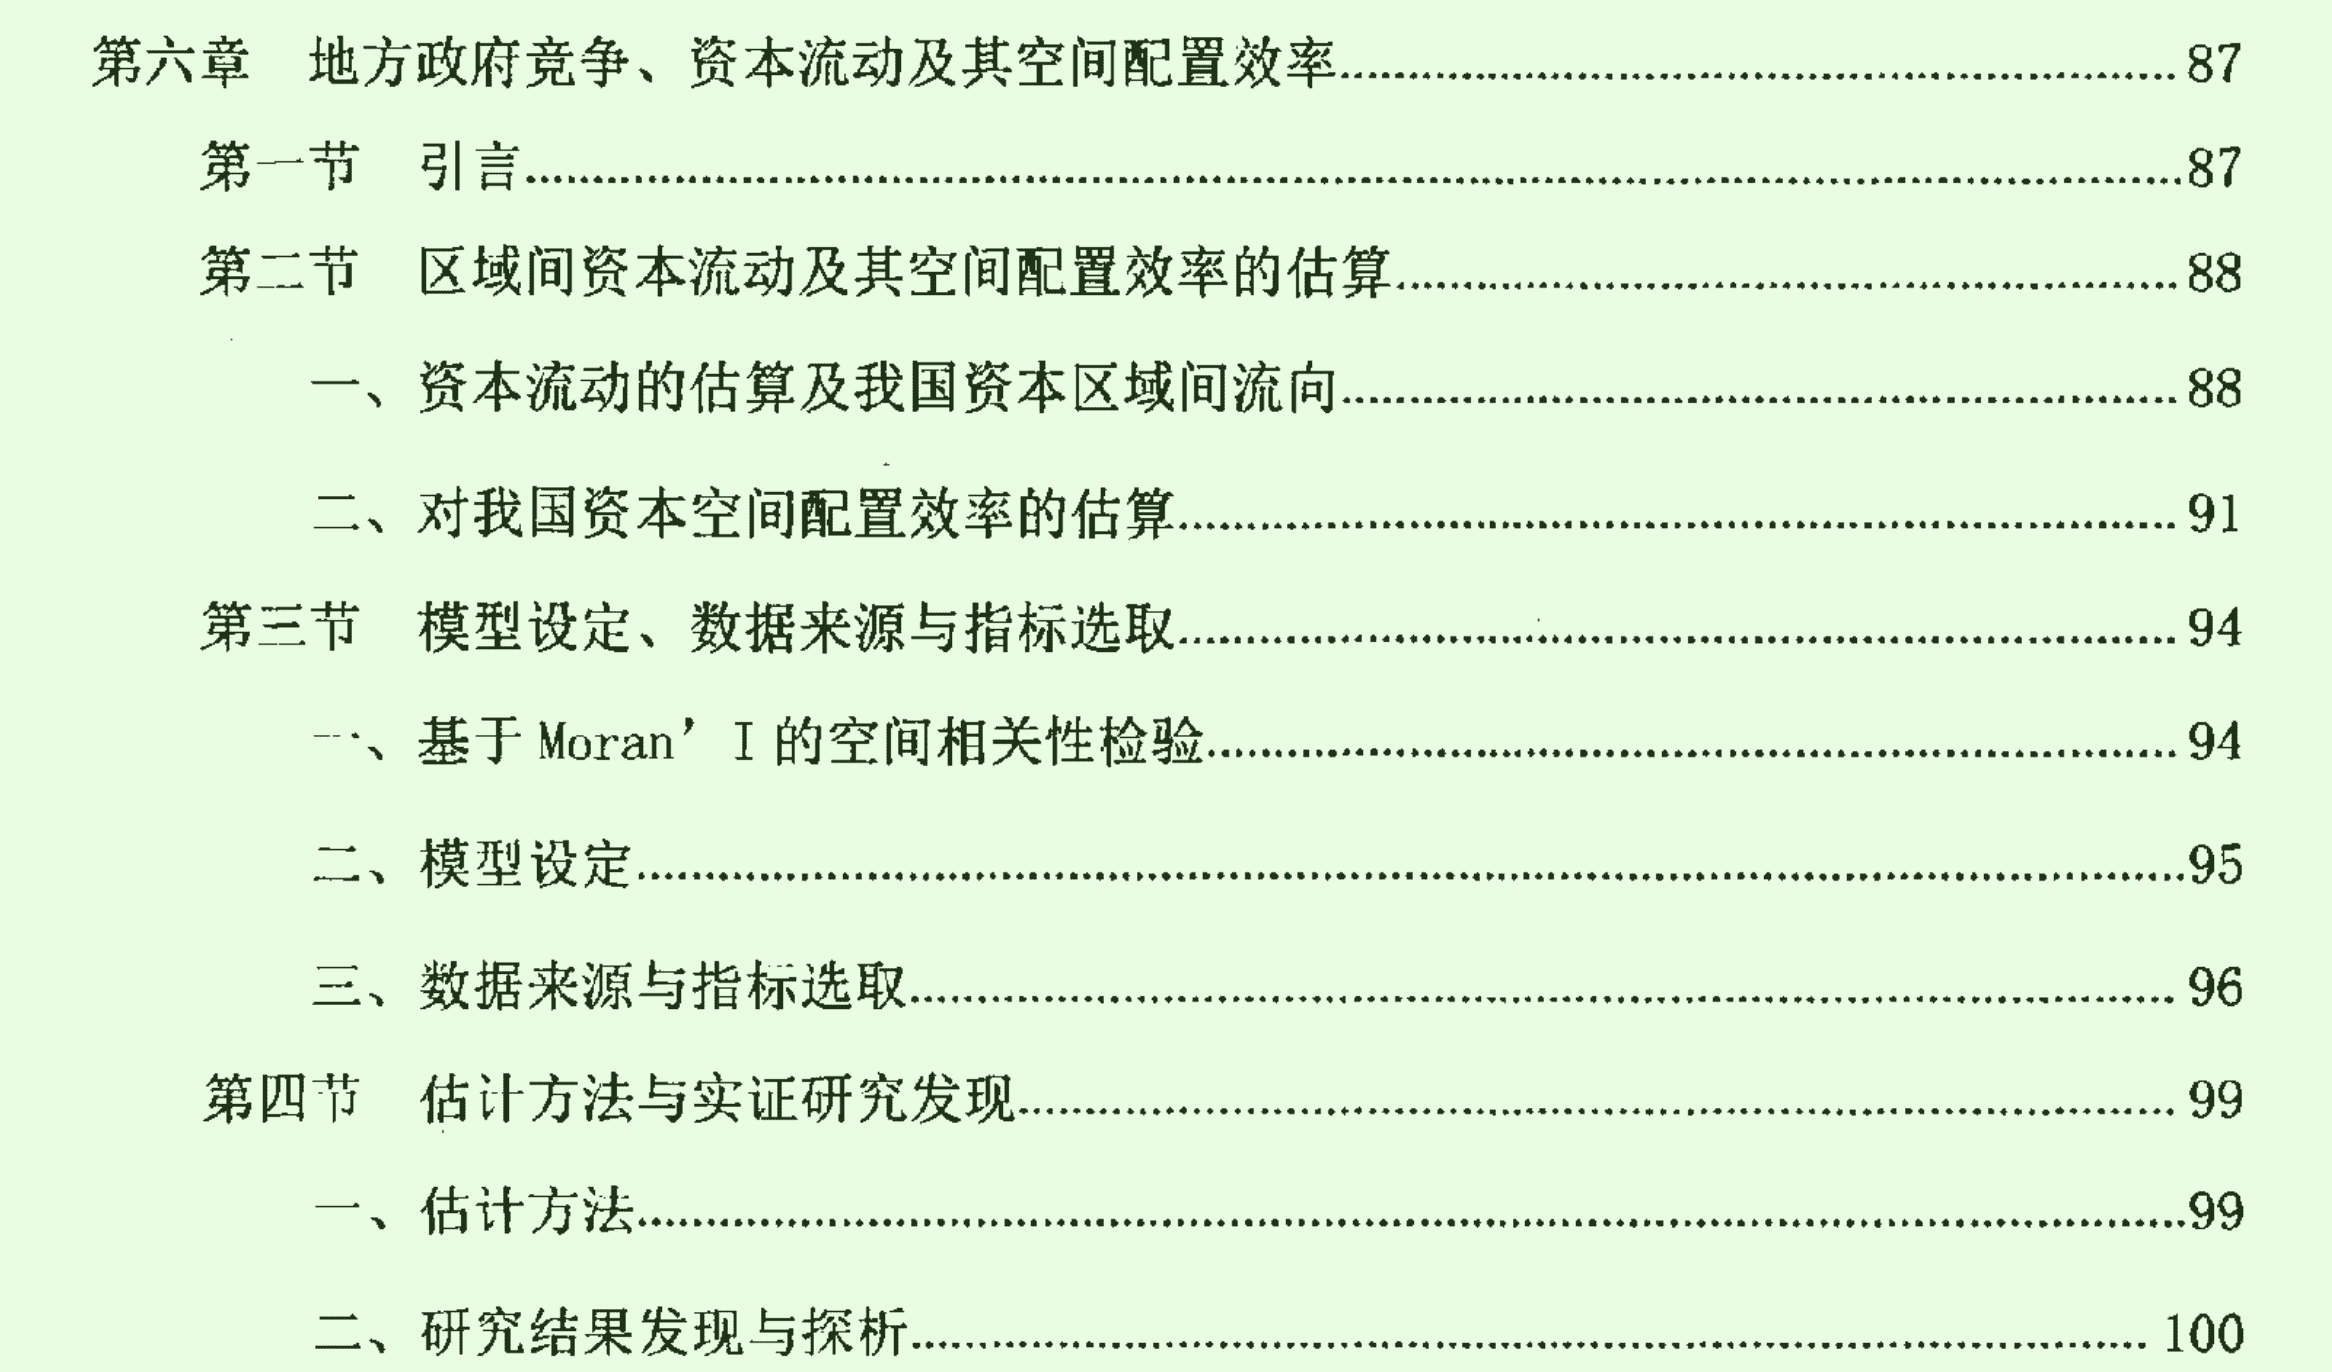 第六章　地方政府竞争、资本流动及其空间配置效率 87
第一节　引言 87
第二节　区域间资本流动及其空间配置效率的估算 88
一、资本流动的估算及我国资本区域间流向 88
二、对我国资本空间配置效率的估算 91
第三节　模型设定、数据来源与指标选取 94
一、基于 Moran’ I 的空间相关性检验 94
二、模型设定 95
三、数据来源与指标选取 96
第四节　估计方法与实证研究发现 99
一、估计方法 99
二、研究结果发现与探析 100